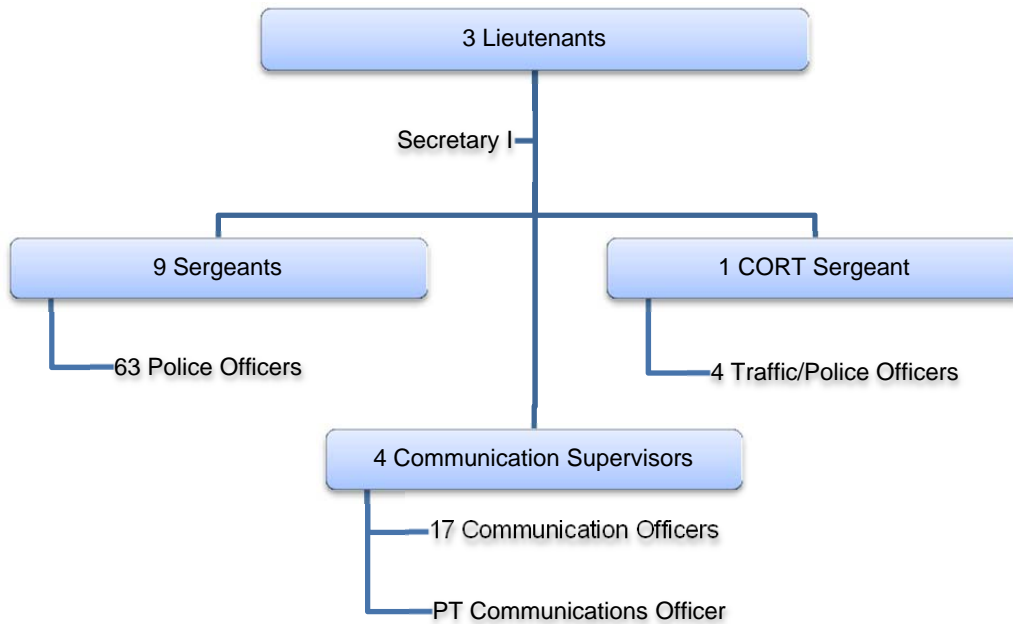 3 Lieutenants
Secretary I
9 Sergeants
1 CORT Sergeant
63 Police Officers
4 Traffic/Police Officers
4 Communication Supervisors
17 Communication Officers
PT Communications Officer